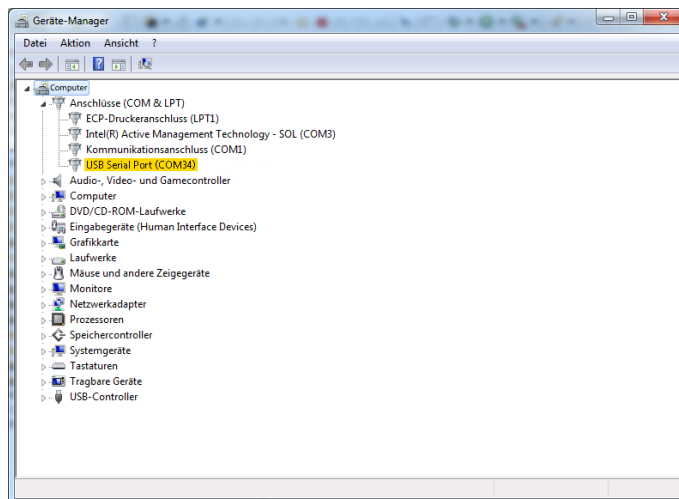 Geräte-Manager
Datei Aktion Ansicht ?
Computer
Anschlüsse (COM & LPT)
ECP-Druckeranschluss (LPT1)
Intel(R) Active Management Technology - SOL (COM3)
Kommunikationsanschluss (COM1)
USB Serial Port (COM34)
Audio-, Video- und Gamecontroller
Computer
DVD/CD-ROM-Laufwerke
Eingabegeräte (Human Interface Devices)
Grafikkarte
Laufwerke
Mäuse und andere Zeigegeräte
Monitore
Netzwerkadapter
Prozessoren
Speichercontroller
Systemgeräte
Tastaturen
Tragbare Geräte
USB-Controller